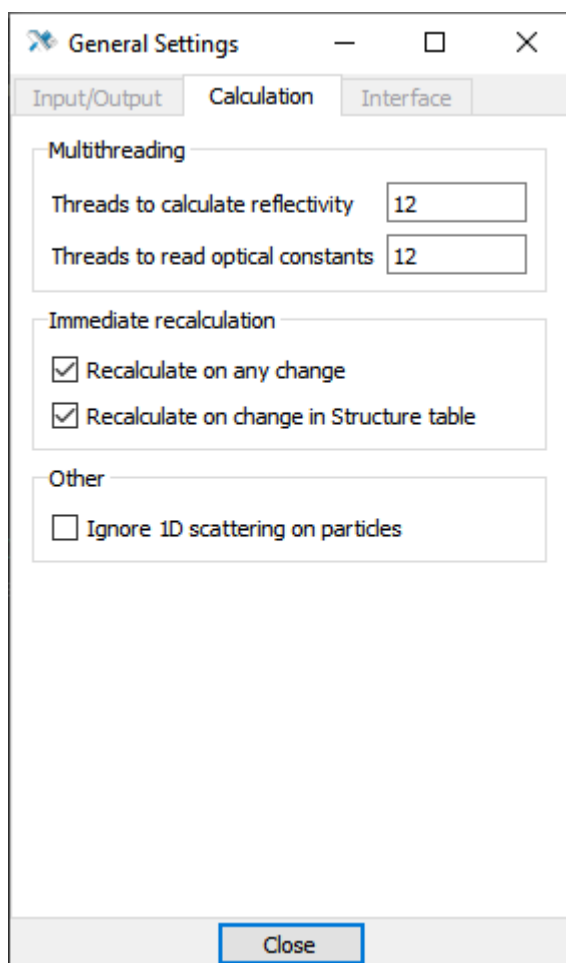 General Settings
Input/Output Calculation Interface
Multithreading
Threads to calculate reflectivity 12
Threads to read optical constants 12
Immediate recalculation
Recalculate on any change
Recalculate on change in Structure table
Other
Ignore 1D scattering on particles
Close